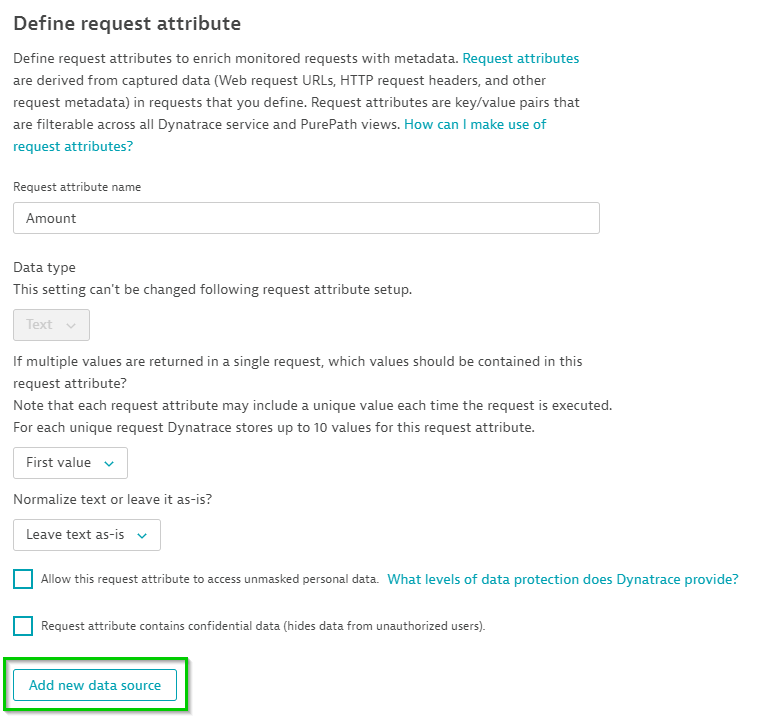 Define request attribute
Define request attributes to enrich monitored requests with metadata. Request attributes
are derived from captured data (Web request URLs, HTTP request headers, and other
request metadata) in requests that you define. Request attributes are key/value pairs that
are filterable across all Dynatrace service and PurePath views. How can I make use of
request attributes?
Request attribute name
Amount
Data type
This setting can't be changed following request attribute setup.
Text
If multiple values are returned in a single request, which values should be contained in this
request attribute?
Note that each request attribute may include a unique value each time the request is executed.
For each unique request Dynatrace stores up to 10 values for this request attribute.
First value
Normalize text or leave it as-is?
Leave text as-is
Allow this request attribute to access unmasked personal data. What levels of data protection does Dynatrace provide?
Request attribute contains confidential data (hides data from unauthorized users).
Add new data source